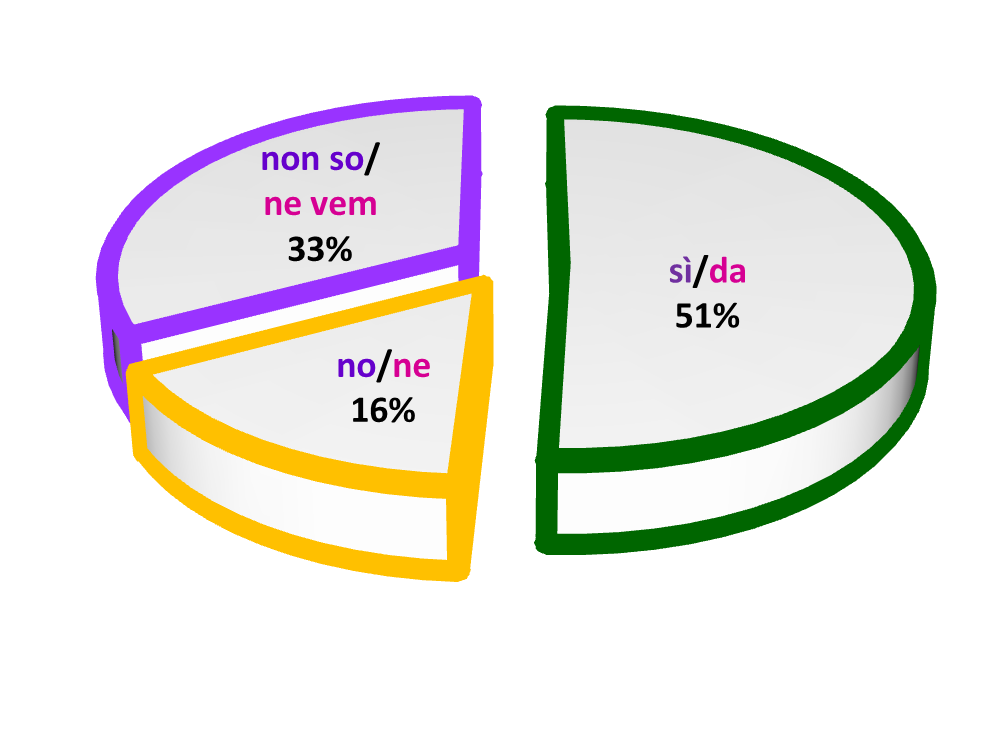 non so/
ne vem
33%
sì/da
51%
no/ne
16%